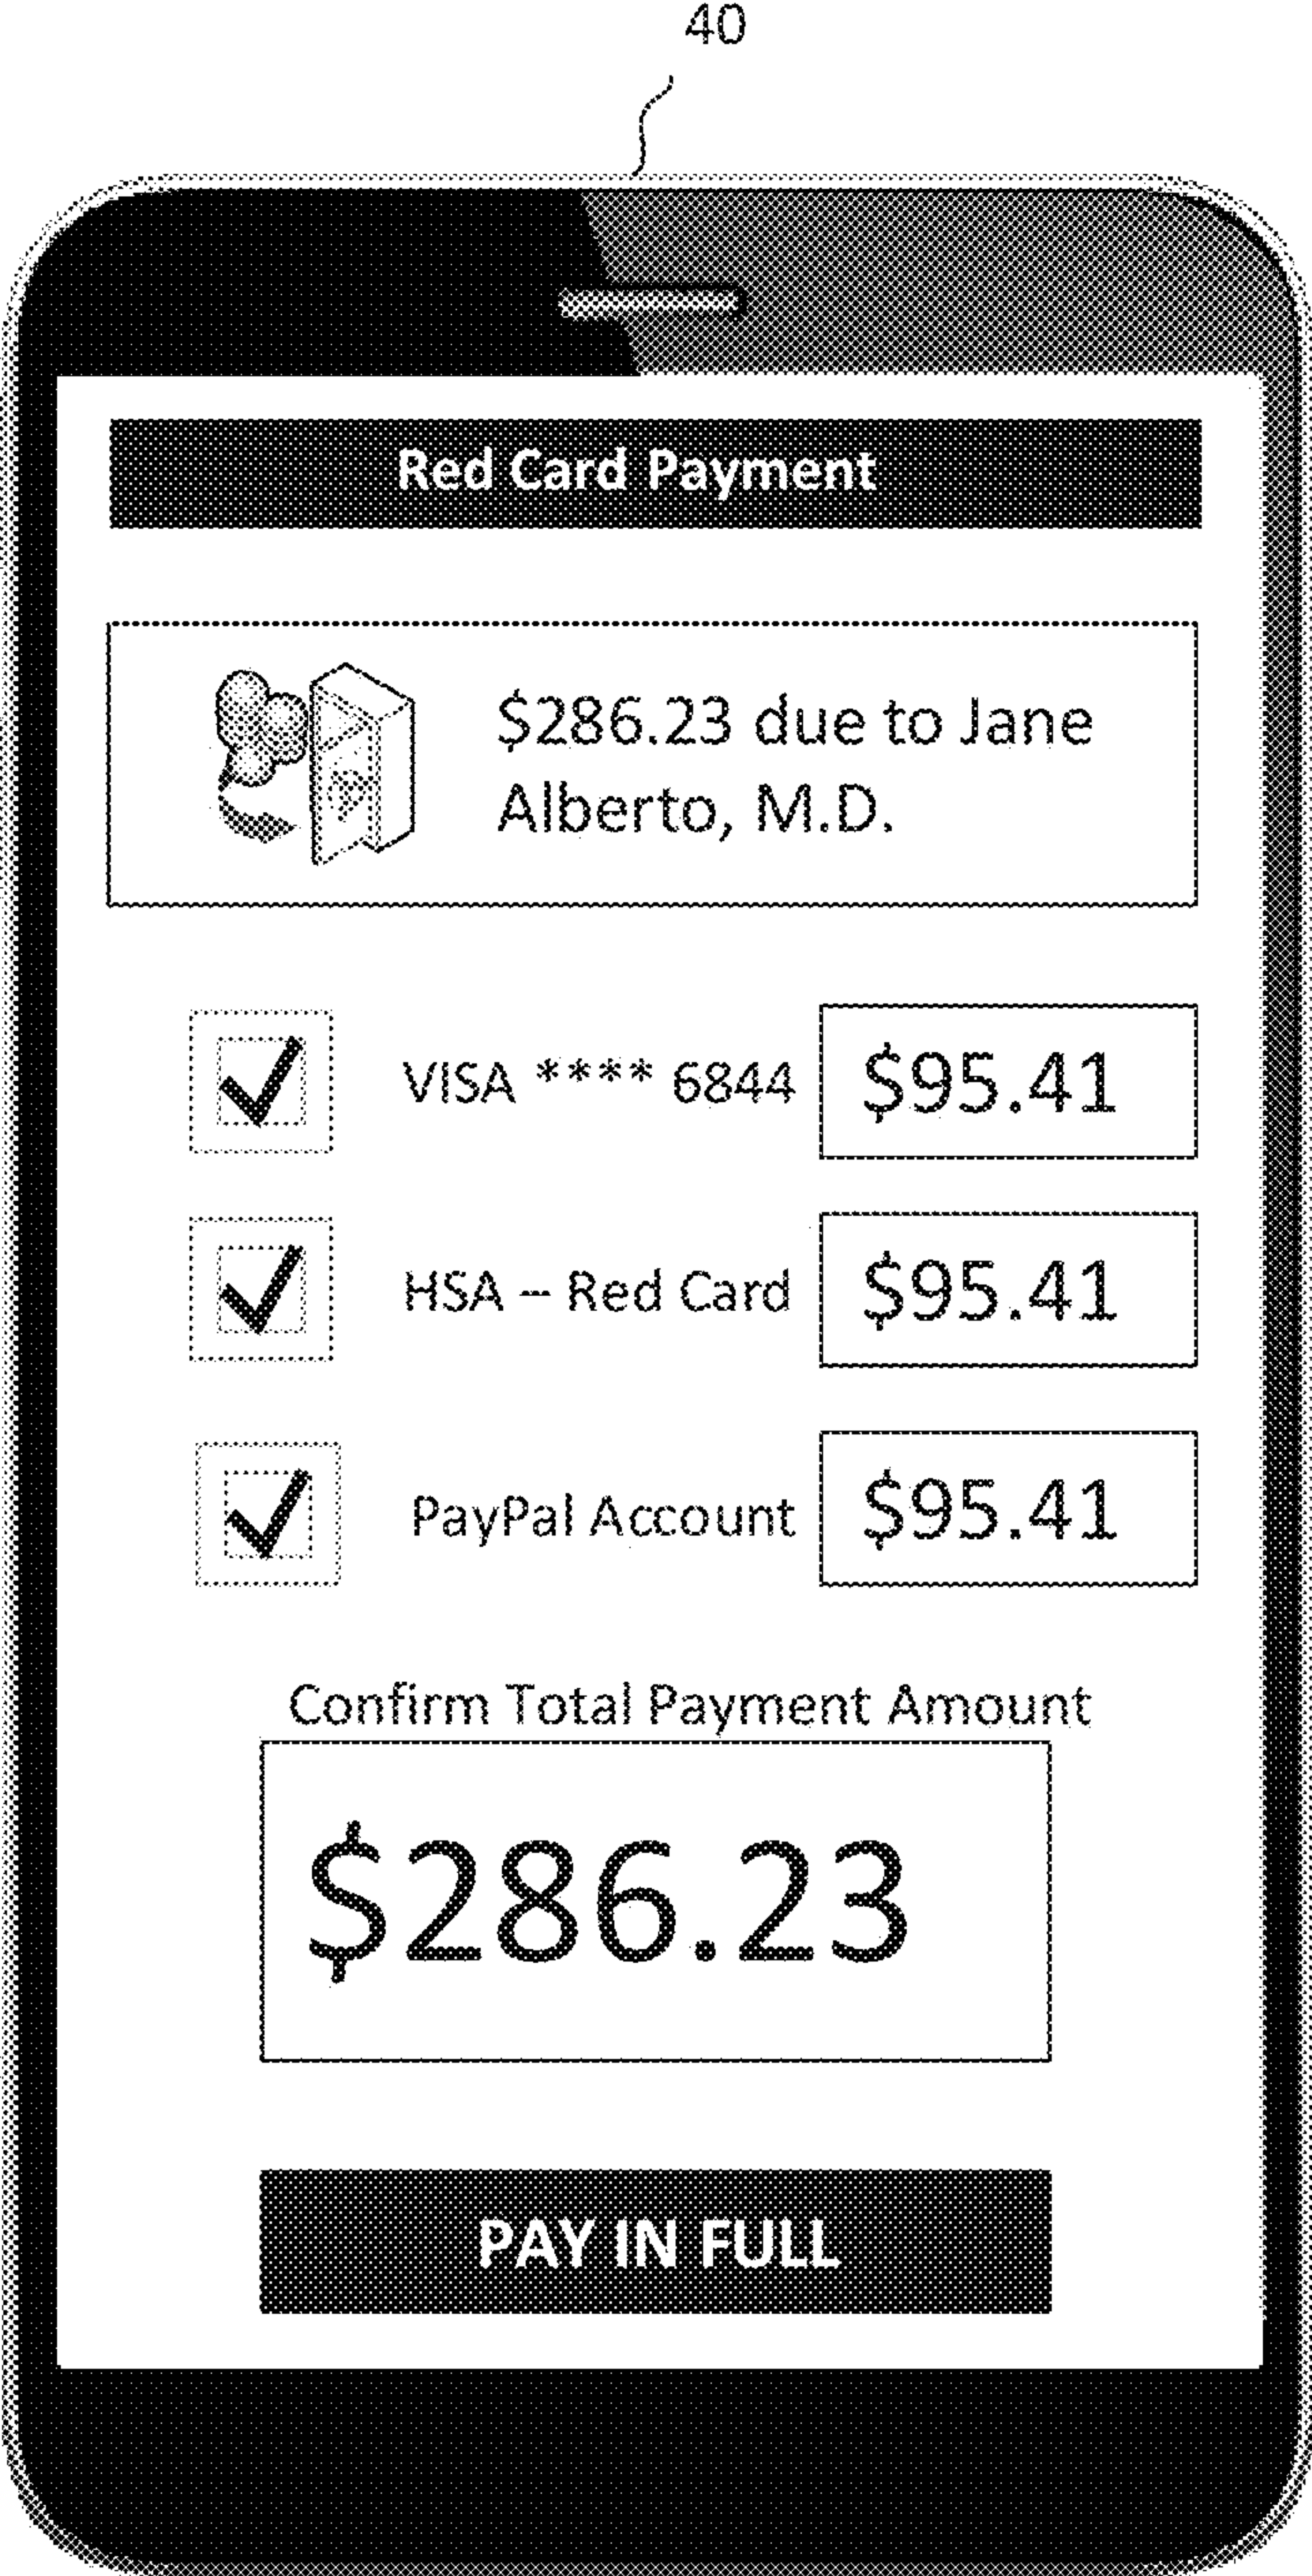 40
Red Card Payment
$286.23 due to Jane
Alberto, M.D.
VISA **** 6844 $95.41
HSA – Red Card $95.41
PayPal Account $95.41
Confirm Total Payment Amount
$286.23
PAY IN FULL